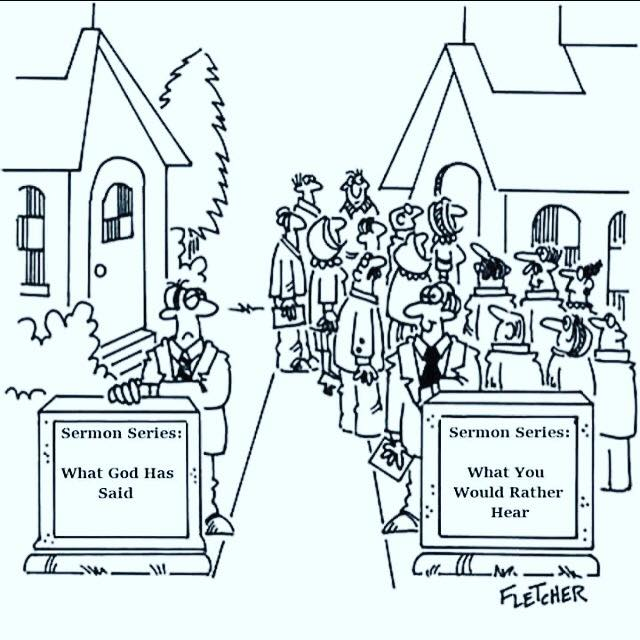 Sermon Series:
What God Has
Said
Sermon Series:
What You
Would Rather
Hear
FLETCHER